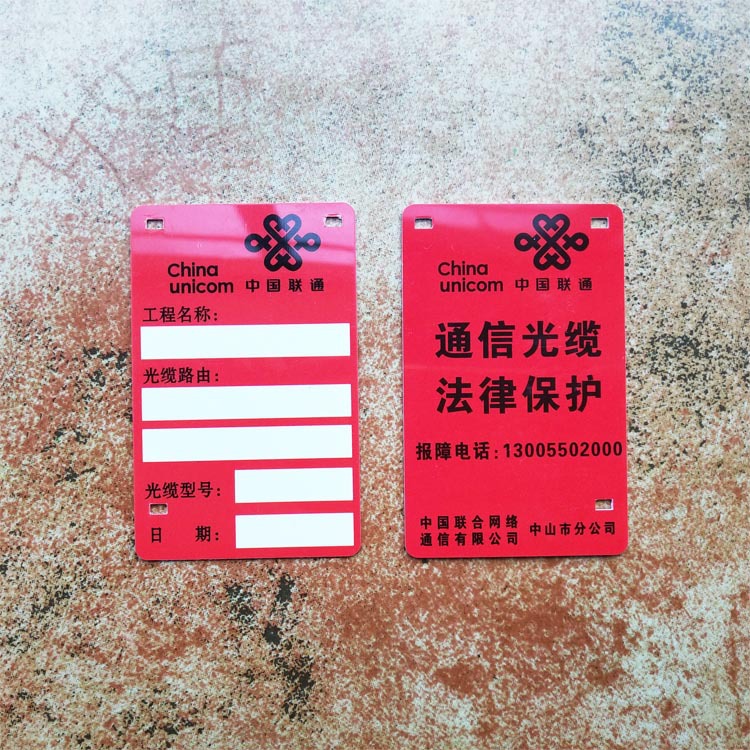 China
unicom 中国联通
工程名称:
光缆路由:
光缆型号:
日 期:
China
unicom 中国联通
通信光缆
法律保护
报障电话:13005502000
中国联合网络
通信有限公司 中山市分公司